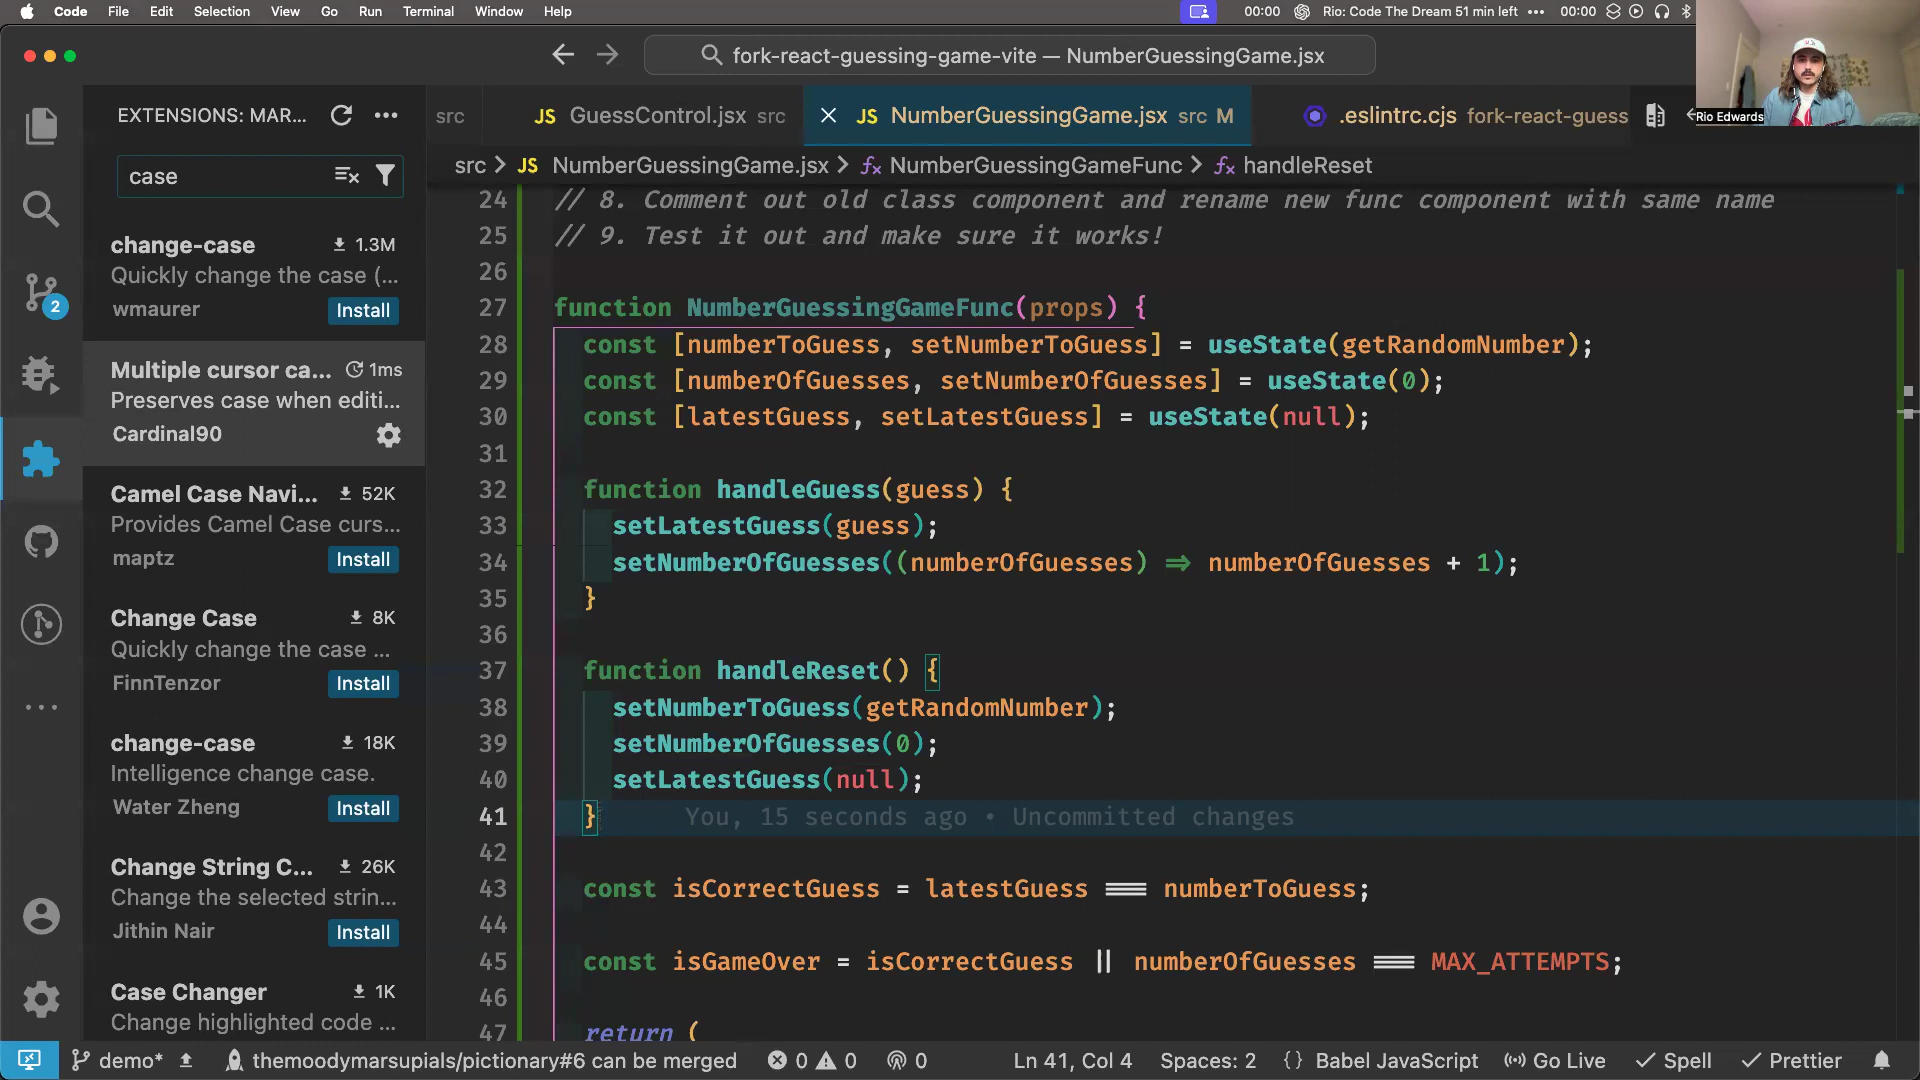 Code File Edit Selection View Go Run Terminal Window Help 00:00 Rio: Code The Dream 51 min left ••• 00:00
fork-react-guessing-game-vite — NumberGuessingGame.jsx
Rio Edwards
EXTENSIONS: MAR...
src JS GuessControl.jsx src JS NumberGuessingGame.jsx src M .eslintrc.cjs fork-react-guess
src > JS NumberGuessingGame.jsx > NumberGuessingGameFunc > handleReset
case
change-case 1.3M
Quickly change the case (...
wmaurer Install
Multiple cursor ca... 1ms
Preserves case when editi...
Cardinal90
Camel Case Navi... 52K
Provides Camel Case curs...
maptz Install
Change Case 8K
Quickly change the case ...
FinnTenzor Install
change-case 18K
Intelligence change case.
Water Zheng Install
Change String C... 26K
Change the selected strin...
Jithin Nair Install
Case Changer 1K
Change highlighted code ...
24 // 8. Comment out old class component and rename new func component with same name
25 // 9. Test it out and make sure it works!
26
27 function NumberGuessingGameFunc(props) {
28 const [numberToGuess, setNumberToGuess] = useState(getRandomNumber);
29 const [numberOfGuesses, setNumberOfGuesses] = useState(0);
30 const [latestGuess, setLatestGuess] = useState(null);
31
32 function handleGuess(guess) {
33 setLatestGuess(guess);
34 setNumberOfGuesses((numberOfGuesses) => numberOfGuesses + 1);
35 }
36
37 function handleReset() {
38 setNumberToGuess(getRandomNumber);
39 setNumberOfGuesses(0);
40 setLatestGuess(null);
41 } You, 15 seconds ago • Uncommitted changes
42
43 const isCorrectGuess = latestGuess === numberToGuess;
44
45 const isGameOver = isCorrectGuess || numberOfGuesses === MAX_ATTEMPTS;
46
47 return (
2
demo* themoodymarsupials/pictionary#6 can be merged 0 0 0 Ln 41, Col 4 Spaces: 2 {} Babel JavaScript Go Live Spell Prettier